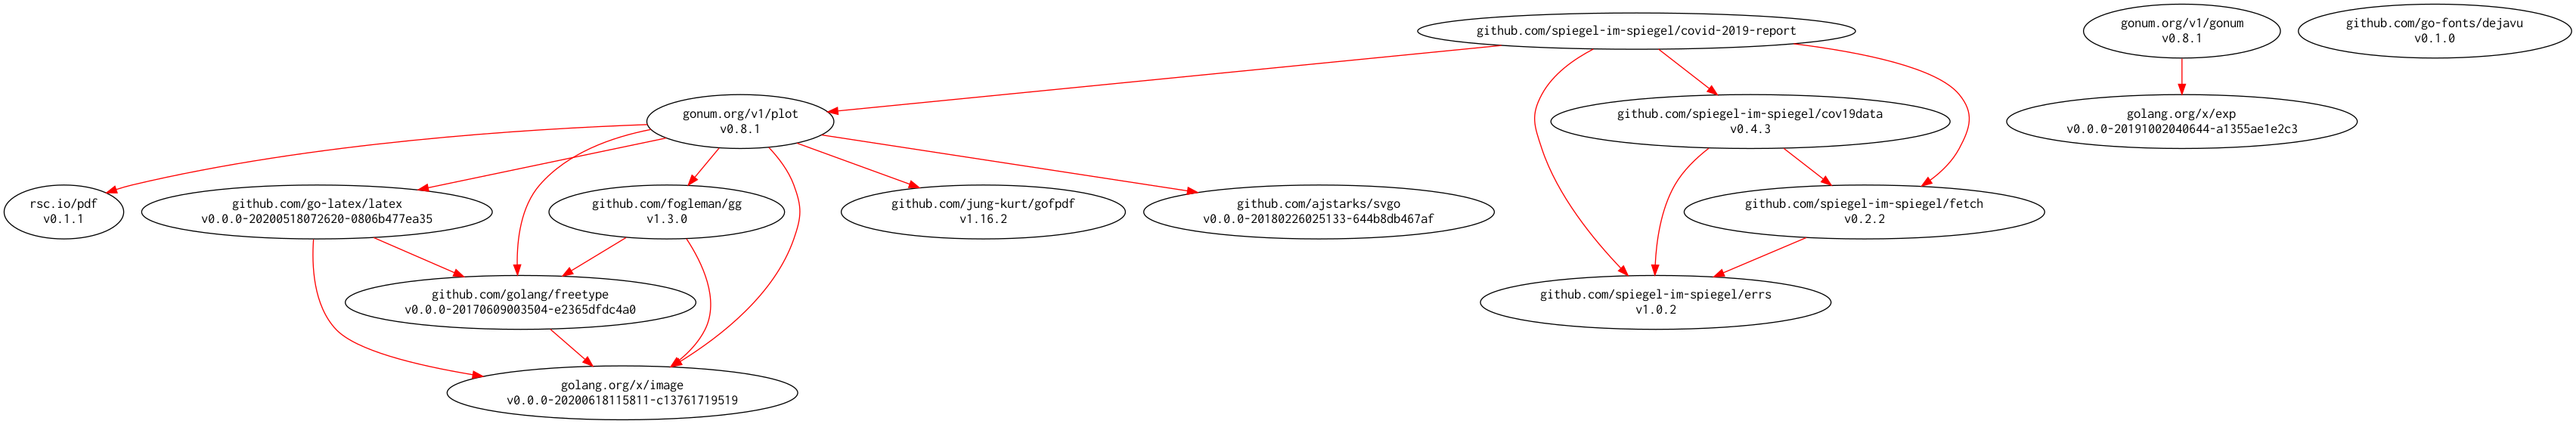 github.com/spiegel-im-spiegel/covid-2019-report
gonum.org/v1/gonum
v0.8.1
github.com/go-fonts/dejavu
v0.1.0
gonum.org/v1/plot
v0.8.1
github.com/spiegel-im-spiegel/cov19data
v0.4.3
golang.org/x/exp
v0.0.0-20191002040644-a1355ae1e2c3
rsc.io/pdf
v0.1.1
github.com/go-latex/latex
v0.0.0-20200518072620-0806b477ea35
github.com/fogleman/gg
v1.3.0
github.com/jung-kurt/gofpdf
v1.16.2
github.com/ajstarks/svgo
v0.0.0-20180226025133-644b8db467af
github.com/spiegel-im-spiegel/fetch
v0.2.2
github.com/golang/freetype
v0.0.0-20170609003504-e2365dfdc4a0
github.com/spiegel-im-spiegel/errs
v1.0.2
golang.org/x/image
v0.0.0-20200618115811-c13761719519